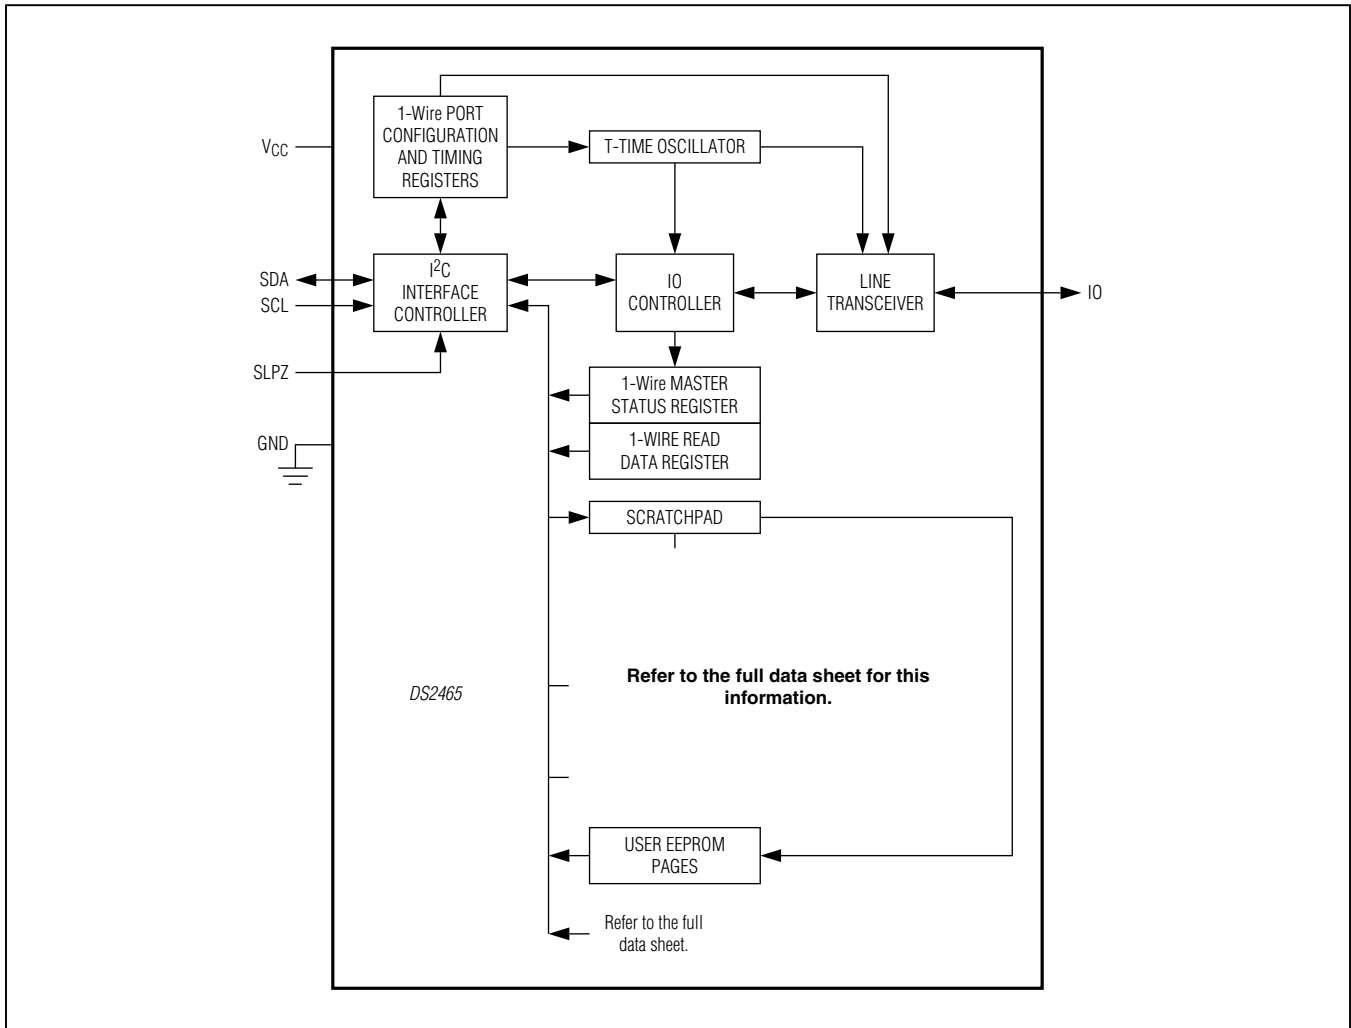 1-Wire PORT
CONFIGURATION
AND TIMING
REGISTERS
VCC
T-TIME OSCILLATOR
SDA
SCL
I2C
INTERFACE
CONTROLLER
IO
CONTROLLER
LINE
TRANSCEIVER
IO
SLPZ
1-Wire MASTER
STATUS REGISTER
GND
1-WIRE READ
DATA REGISTER
SCRATCHPAD
DS2465
Refer to the full data sheet for this
information.
USER EEPROM
PAGES
Refer to the full
data sheet.